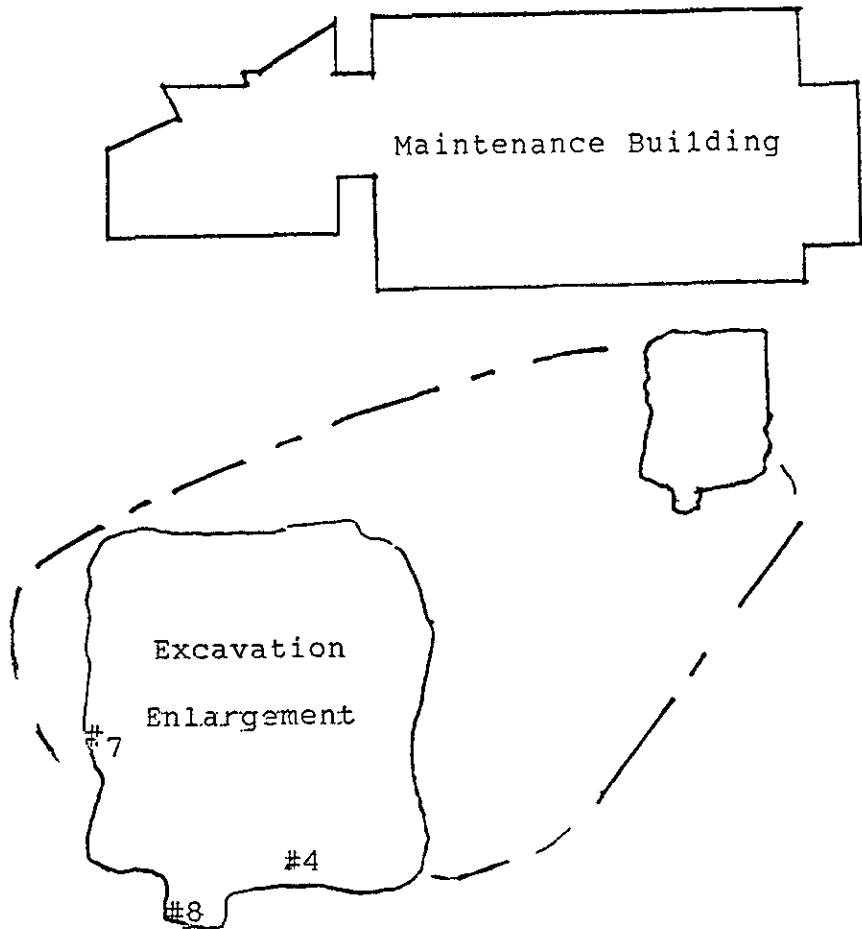 Maintenance Building
Excavation
Enlargement
#7
#4
#8